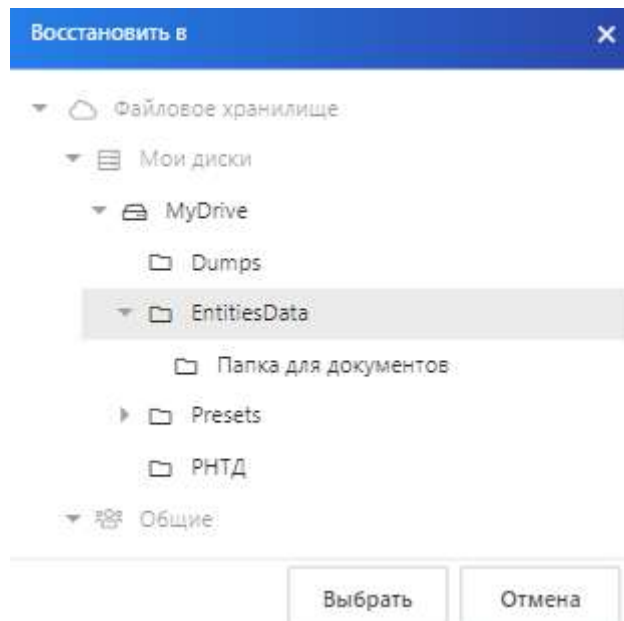 Восстановить в
Файловое хранилище
Мои диски
MyDrive
Dumps
EntitiesData
Папка для документов
Presets
РНТД
Общие
Выбрать Отмена